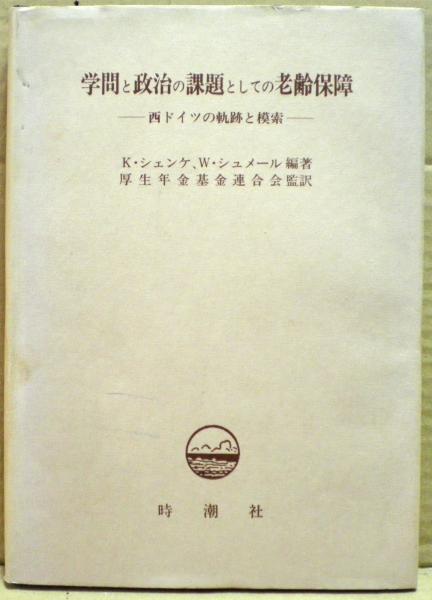 学問と政治の課題としての老齢保障
―西ドイツの軌跡と模索―
K・シェンケ、W・シュメール 編著
厚生年金基金連合会監訳
時潮社